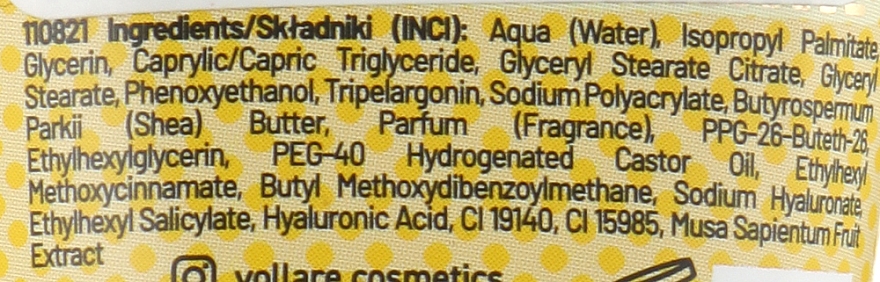 110821 Ingredients/Składniki (INCI): Aqua (Water), Isopropyl Palmitate,
Glycerin, Caprylic/Capric Triglyceride, Glyceryl Stearate Citrate, Glyceryl
Stearate, Phenoxyethanol, Tripelargonin, Sodium Polyacrylate, Butyrospermum
Parkii (Shea) Butter, Parfum (Fragrance), PPG-26-Buteth-26,
Ethylhexylglycerin, PEG-40 Hydrogenated Castor Oil, Ethylhexyl
Methoxycinnamate, Butyl Methoxydibenzoylmethane, Sodium Hyaluronate,
Ethylhexyl Salicylate, Hyaluronic Acid, CI 19140, CI 15985, Musa Sapientum Fruit
Extract
vollare cosmetics